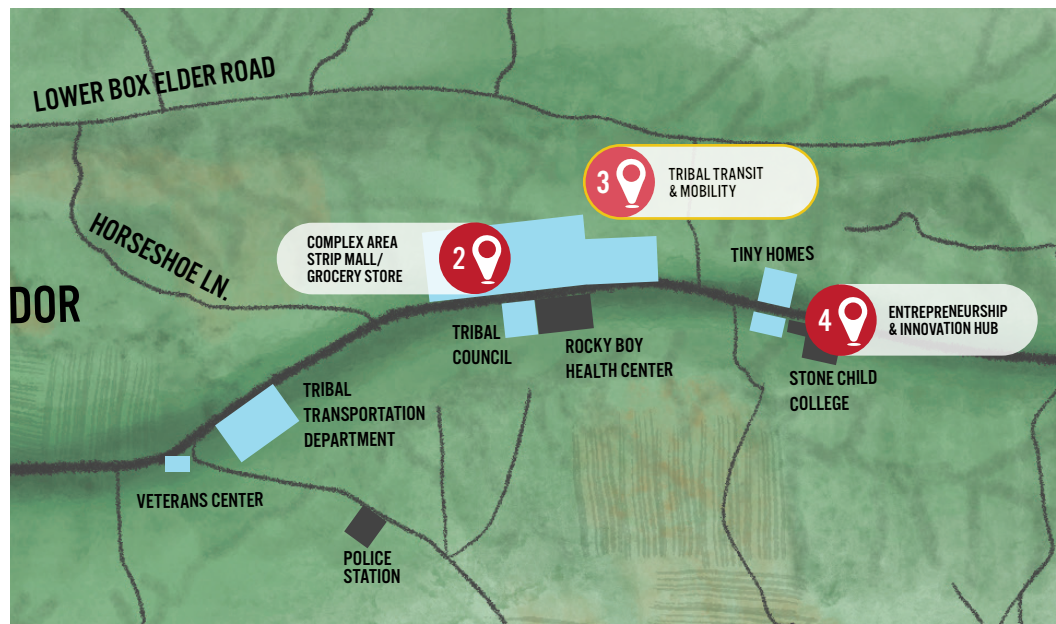 LOWER BOX ELDER ROAD
3
TRIBAL TRANSIT
& MOBILITY
HORSESHOE LN.
COMPLEX AREA
STRIP MALL/
GROCERY STORE
2
TINY HOMES
DOR
4
ENTREPRENEURSHIP
& INNOVATION HUB
TRIBAL
COUNCIL
ROCKY BOY
HEALTH CENTER
STONE CHILD
COLLEGE
TRIBAL
TRANSPORTATION
DEPARTMENT
VETERANS CENTER
POLICE
STATION